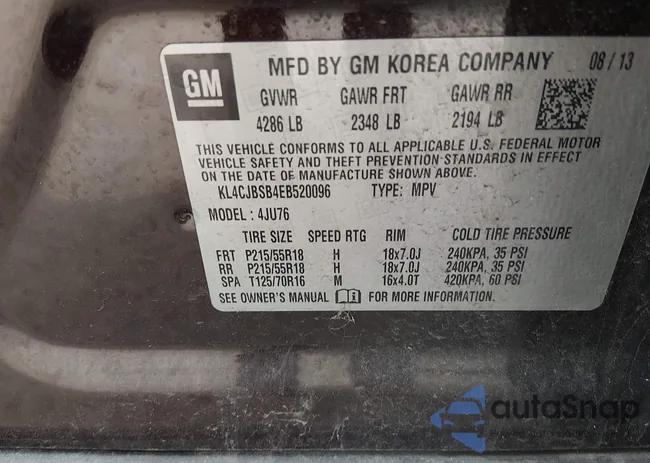 GM
MFD BY GM KOREA COMPANY 08/13
GVWR GAWR FRT GAWR RR
4286 LB 2348 LB 2194 LB
THIS VEHICLE CONFORMS TO ALL APPLICABLE U.S. FEDERAL MOTOR
VEHICLE SAFETY AND THEFT PREVENTION STANDARDS IN EFFECT
ON THE DATE OF MANUFACTURE SHOWN ABOVE.
KL4CJBSB4EB520096 TYPE: MPV
MODEL: 4JU76
TIRE SIZE SPEED RTG RIM COLD TIRE PRESSURE
FRT P215/55R18 H 18x7.0J 240KPA, 35 PSI
RR P215/55R18 H 18x7.0J 240KPA, 35 PSI
SPA T125/70R16 M 16x4.0T 420KPA, 60 PSI
SEE OWNER'S MANUAL FOR MORE INFORMATION
autoSnap